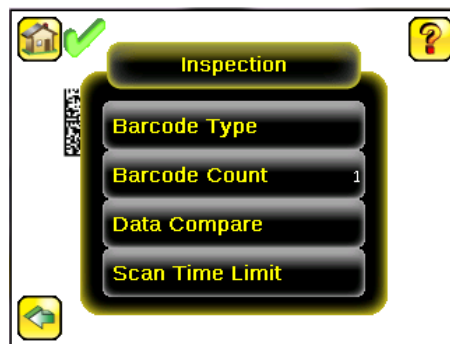 ?
Inspection
Barcode Type
Barcode Count 1
Data Compare
Scan Time Limit